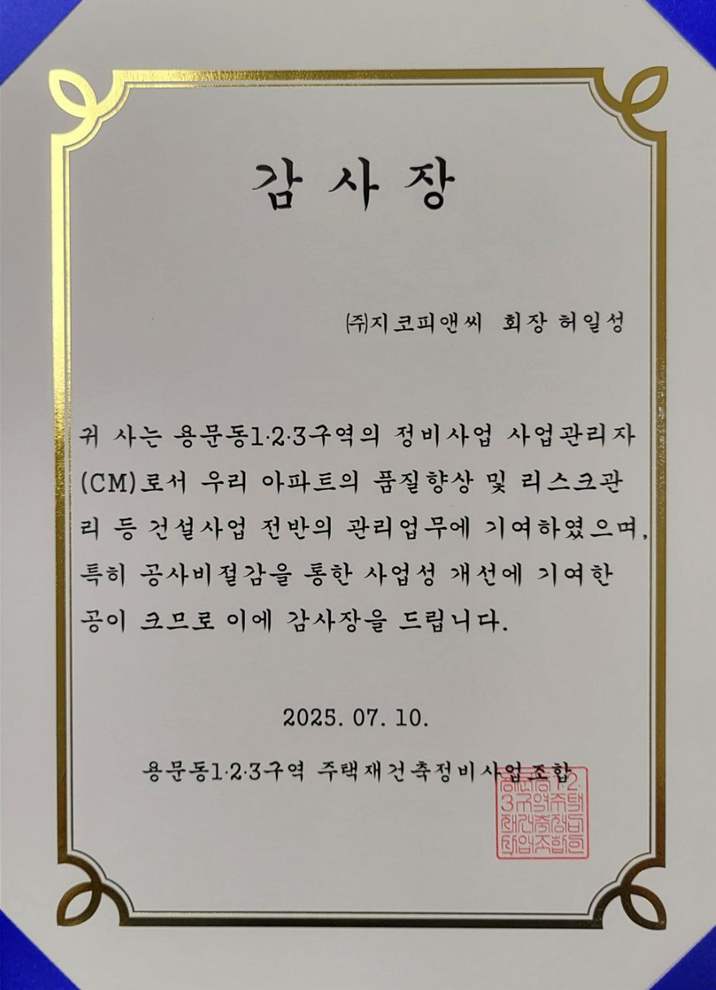 감 사 장
㈜지코피앤씨 회장 허일성
귀 사는 용문동1·2·3구역의 정비사업 사업관리자
(CM)로서 우리 아파트의 품질향상 및 리스크관
리 등 건설사업 전반의 관리업무에 기여하였으며,
특히 공사비절감을 통한 사업성 개선에 기여한
공이 크므로 이에 감사장을 드립니다.
2025. 07. 10.
용문동1·2·3구역 주택재건축정비사업조합